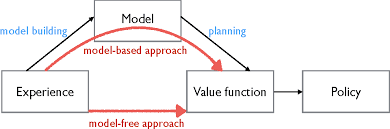 Model
model building
planning
model-based approach
Experience
Value function
Policy
model-free approach